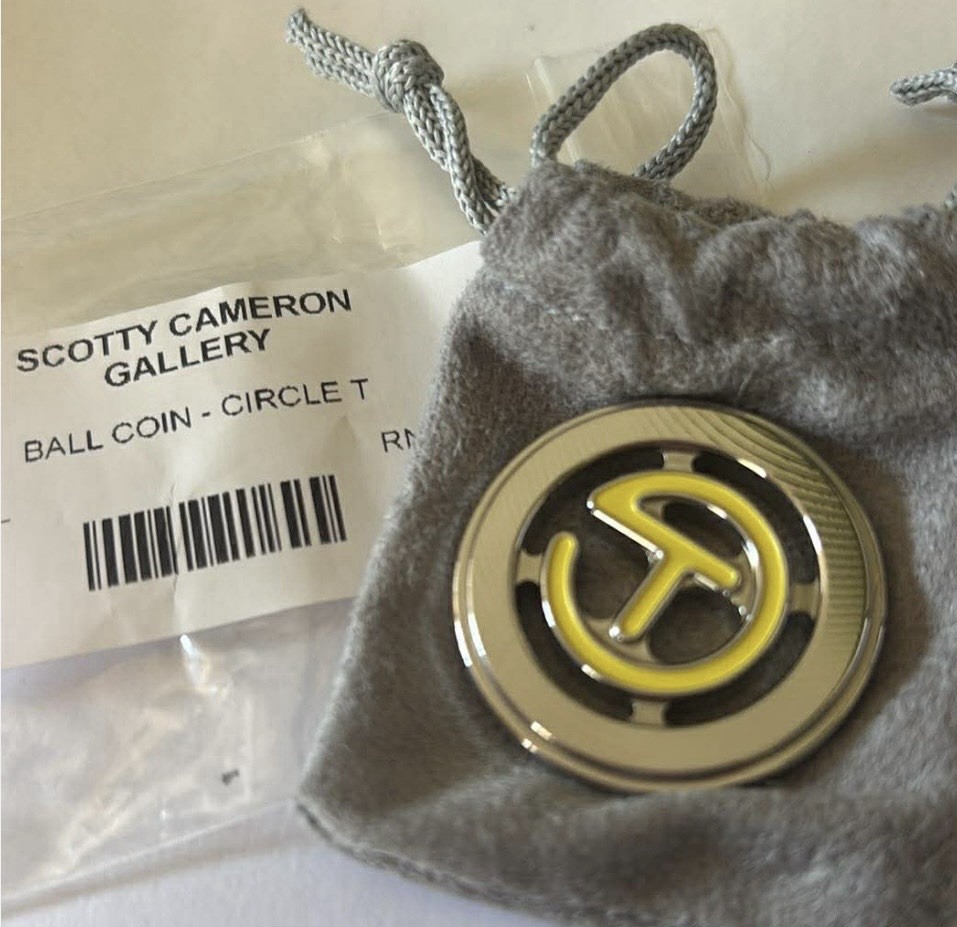 SCOTTY CAMERON
GALLERY
BALL COIN - CIRCLE T